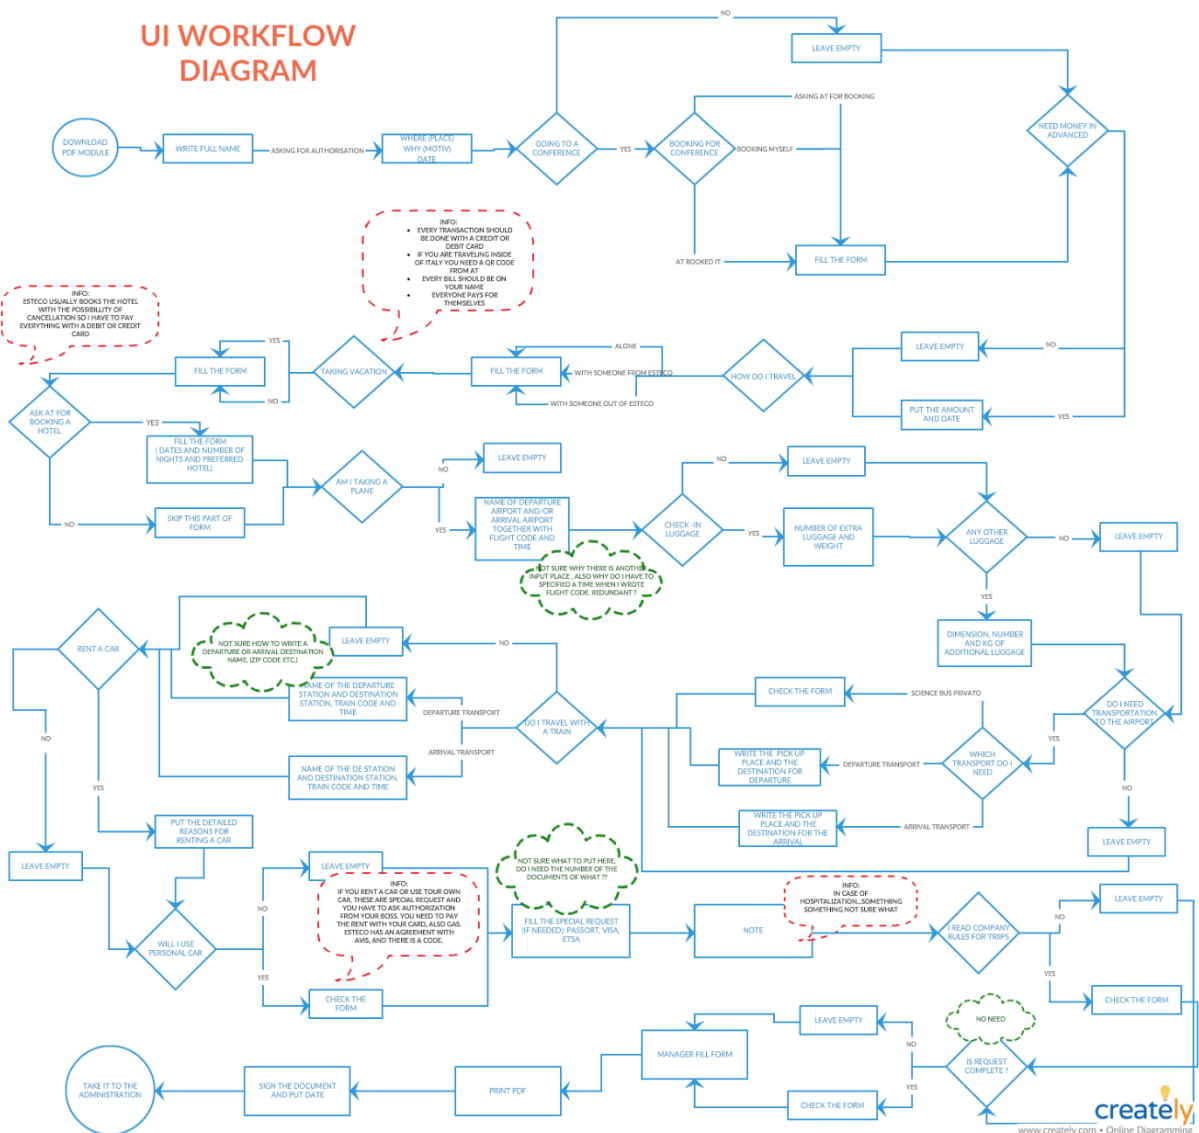 UI WORKFLOW
DIAGRAM
NO
LEAVE EMPTY
ASKING AT FOR BOOKING
NEED MONEY IN
ADVANCED
DOWNLOAD
PDF MODULE
WRITE FULL NAME
ASKING FOR AUTHORISATION
WHERE (PLACE)
WHY (MOTIV)
DATE
GOING TO A
CONFERENCE
YES
BOOKING FOR
CONFERENCE
BOOKING MYSELF
AT BOOKED IT
FILL THE FORM
INFO:
• EVERY TRANSACTION SHOULD
BE DONE WITH A CREDIT OR
DEBIT CARD
• IF YOU ARE TRAVELING INSIDE
OF ITALY YOU NEED A QR CODE
FROM AT
• EVERY BILL SHOULD BE ON
YOUR NAME
• EVERYONE PAYS FOR
THEMSELVES
INFO:
ESTECO USUALLY BOOKS THE HOTEL
WITH THE POSSIBILLITY OF
CANCELLATION SO I HAVE TO PAY
EVERYTHING WITH A DEBIT OR CREDIT
CARD
YES
FILL THE FORM
NO
TAKING VACATION
FILL THE FORM
ALONE
WITH SOMEONE FROM ESTECO
WITH SOMEONE OUT OF ESTECO
HOW DO I TRAVEL
LEAVE EMPTY
NO
PUT THE AMOUNT
AND DATE
YES
ASK AT FOR
BOOKING A
HOTEL
YES
FILL THE FORM
( DATES AND NUMBER OF
NIGHTS AND PREFERRED
HOTEL)
NO
SKIP THIS PART OF
FORM
AM I TAKING A
PLANE
NO
LEAVE EMPTY
YES
NAME OF DEPARTURE
AIRPORT AND/OR
ARRIVAL AIRPORT
TOGETHER WITH
FLIGHT CODE AND
TIME
NOT SURE WHY THERE IS ANOTHER
INPUT PLACE , ALSO WHY DO I HAVE TO
SPECIFIED A TIME WHEN I WROTE
FLIGHT CODE. REDUNDANT ?
CHECK -IN
LUGGAGE
NO
LEAVE EMPTY
YES
NUMBER OF EXTRA
LUGGAGE AND
WEIGHT
ANY OTHER
LUGGAGE
NO
LEAVE EMPTY
YES
DIMENSION, NUMBER
AND KG OF
ADDITIONAL LUGGAGE
RENT A CAR
NOT SURE HOW TO WRITE A
DEPARTURE OR ARRIVAL DESTINATION
NAME, (ZIP CODE ETC.)
LEAVE EMPTY
NO
NAME OF THE DEPARTURE
STATION AND DESTINATION
STATION, TRAIN CODE AND
TIME
DEPARTURE TRANSPORT
DO I TRAVEL WITH
A TRAIN
ARRIVAL TRANSPORT
NAME OF THE DE STATION
AND DESTINATION STATION,
TRAIN CODE AND TIME
CHECK THE FORM
SCIENCE BUS PRIVATO
DO I NEED
TRANSPORTATION
TO THE AIRPORT
YES
WHICH
TRANSPORT DO I
NEED
WRITE THE PICK UP
PLACE AND THE
DESTINATION FOR
DEPARTURE
DEPARTURE TRANSPORT
NO
WRITE THE PICK UP
PLACE AND THE
DESTINATION FOR THE
ARRIVAL
ARRIVAL TRANSPORT
LEAVE EMPTY
NO
YES
PUT THE DETAILED
REASONS FOR
RENTING A CAR
LEAVE EMPTY
WILL I USE
PERSONAL CAR
NO
LEAVE EMPTY
INFO:
IF YOU RENT A CAR OR USE TOUR OWN
CAR, THESE ARE SPECIAL REQUEST AND
YOU HAVE TO ASK AUTHORIZATION
FROM YOUR BOSS. YOU NEED TO PAY
THE RENT WITH YOUR CARD, ALSO GAS.
ESTECO HAS AN AGREEMENT WITH
AVIS, AND THERE IS A CODE.
YES
CHECK THE
FORM
NOT SURE WHAT TO PUT HERE,
DO I NEED THE NUMBER OF THE
DOCUMENTS OF WHAT ??
FILL THE SPECIAL REQUEST
(IF NEEDED): PASSORT, VISA,
ETSA
NOTE
INFO:
IN CASE OF
HOSPITALIZATION...SOMETHING
SOMETHING NOT SURE WHAT
I READ COMPANY
RULES FOR TRIIPS
NO
LEAVE EMPTY
YES
CHECK THE FORM
NO NEED
IS REQUEST
COMPLETE ?
NO
LEAVE EMPTY
YES
CHECK THE FORM
MANAGER FILL FORM
PRINT PDF
SIGN THE DOCUMENT
AND PUT DATE
TAKE IT TO THE
ADMINISTRATION
creately
www.creately.com • Online Diagramming